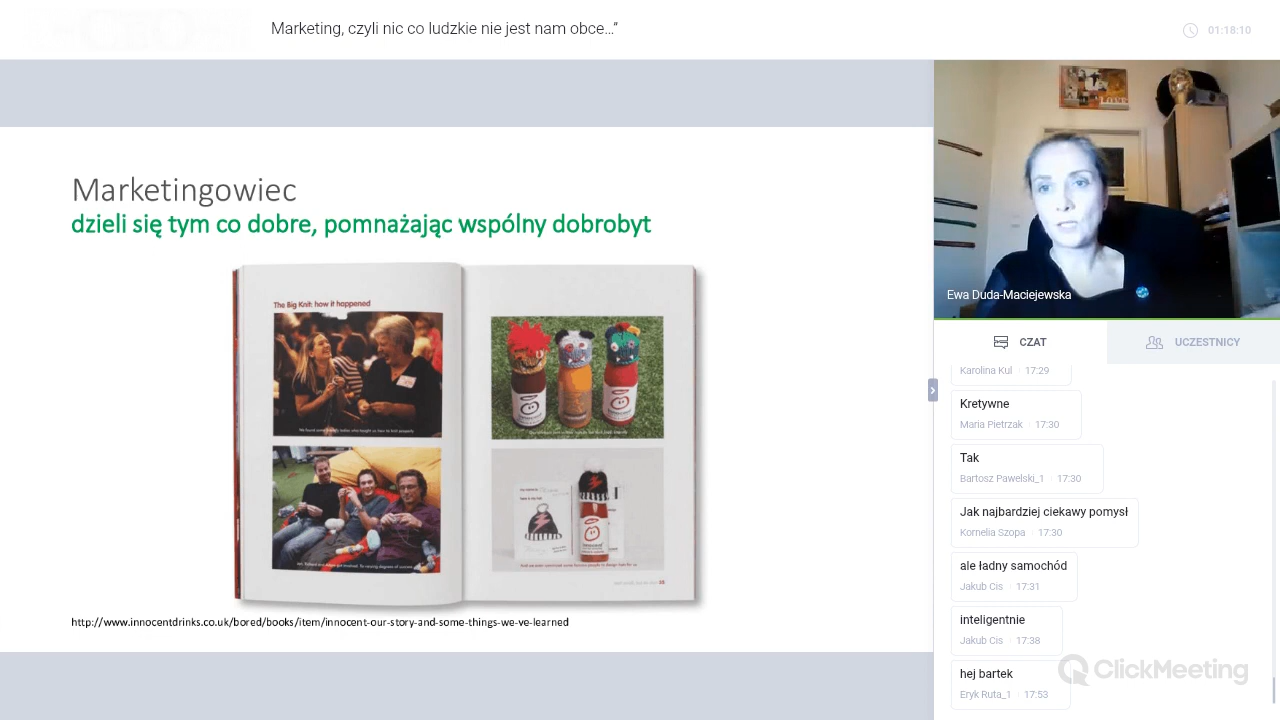 Marketing, czyli nic co ludzkie nie jest nam obce…”
01:18:10
Marketingowiec
dzieli się tym co dobre, pomnażając wspólny dobrobyt
The Big Knit: how it happened
http://www.innocentdrinks.co.uk/bored/books/item/innocent-our-story-and-some-things-we-ve-learned
Ewa Duda-Maciejewska
CZAT
UCZESTNICY
Karolina Kul 17:29
Kretywne
Maria Pietrzak 17:30
Tak
Bartosz Pawelski_1 17:30
Jak najbardziej ciekawy pomysł
Kornelia Szopa 17:30
ale ładny samochód
Jakub Cis 17:31
inteligentnie
Jakub Cis 17:38
hej bartek
Eryk Ruta_1 17:53
ClickMeeting